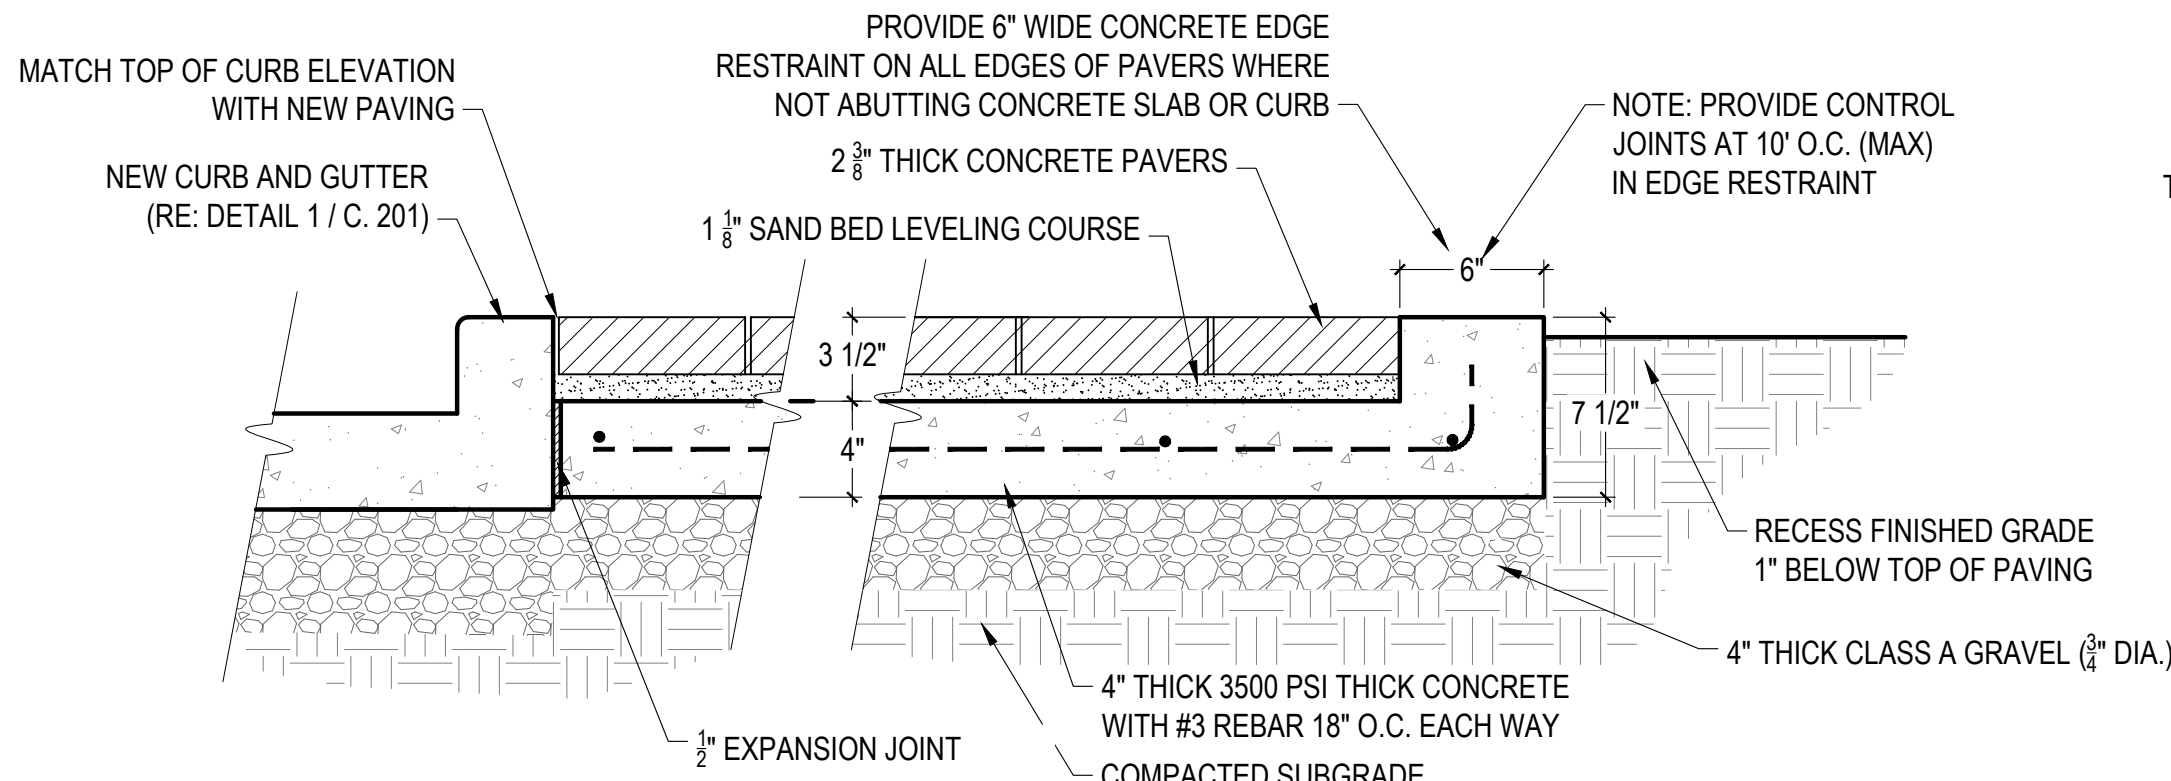 PROVIDE 6" WIDE CONCRETE EDGE
RESTRAINT ON ALL EDGES OF PAVERS WHERE
NOT ABUTTING CONCRETE SLAB OR CURB
MATCH TOP OF CURB ELEVATION
WITH NEW PAVING
NOTE: PROVIDE CONTROL
JOINTS AT 10' O.C. (MAX)
IN EDGE RESTRAINT
2 3/8" THICK CONCRETE PAVERS
NEW CURB AND GUTTER
(RE: DETAIL 1 / C. 201)
T
1 1/8" SAND BED LEVELING COURSE
6"
3 1/2"
7 1/2"
4"
RECESS FINISHED GRADE
1" BELOW TOP OF PAVING
4" THICK CLASS A GRAVEL (3/4" DIA.)
4" THICK 3500 PSI THICK CONCRETE
WITH #3 REBAR 18" O.C. EACH WAY
1/2" EXPANSION JOINT
COMPACTED SUBGRADE